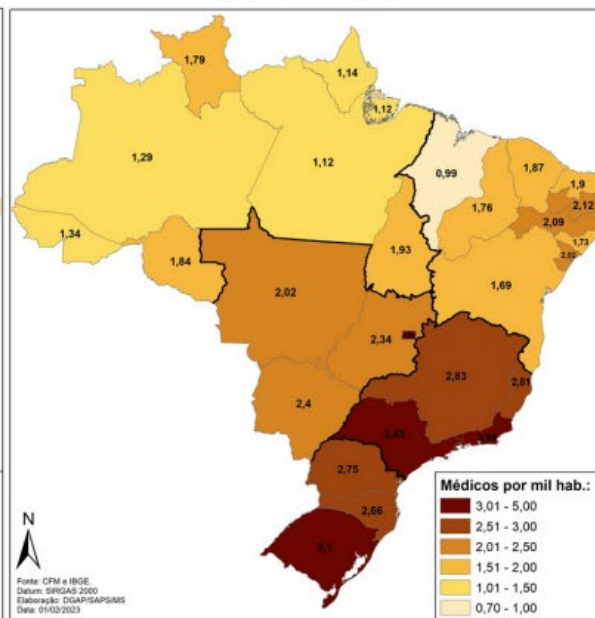 1,79
1,14
1,12
1,29
1,12
0,99
1,87
1,9
1,76
2,12
2,09
1,34
1,73
2,02
1,84
1,93
1,69
2,02
2,34
2,83
2,81
2,4
3,43
2,75
2,66
3,1
N
Fonte: CFM e IBGE.
Datum: SIRGAS 2000
Elaboração: DGAP/SAPS/MS
Data: 01/02/2023
Médicos por mil hab.:
3,01 - 5,00
2,51 - 3,00
2,01 - 2,50
1,51 - 2,00
1,01 - 1,50
0,70 - 1,00